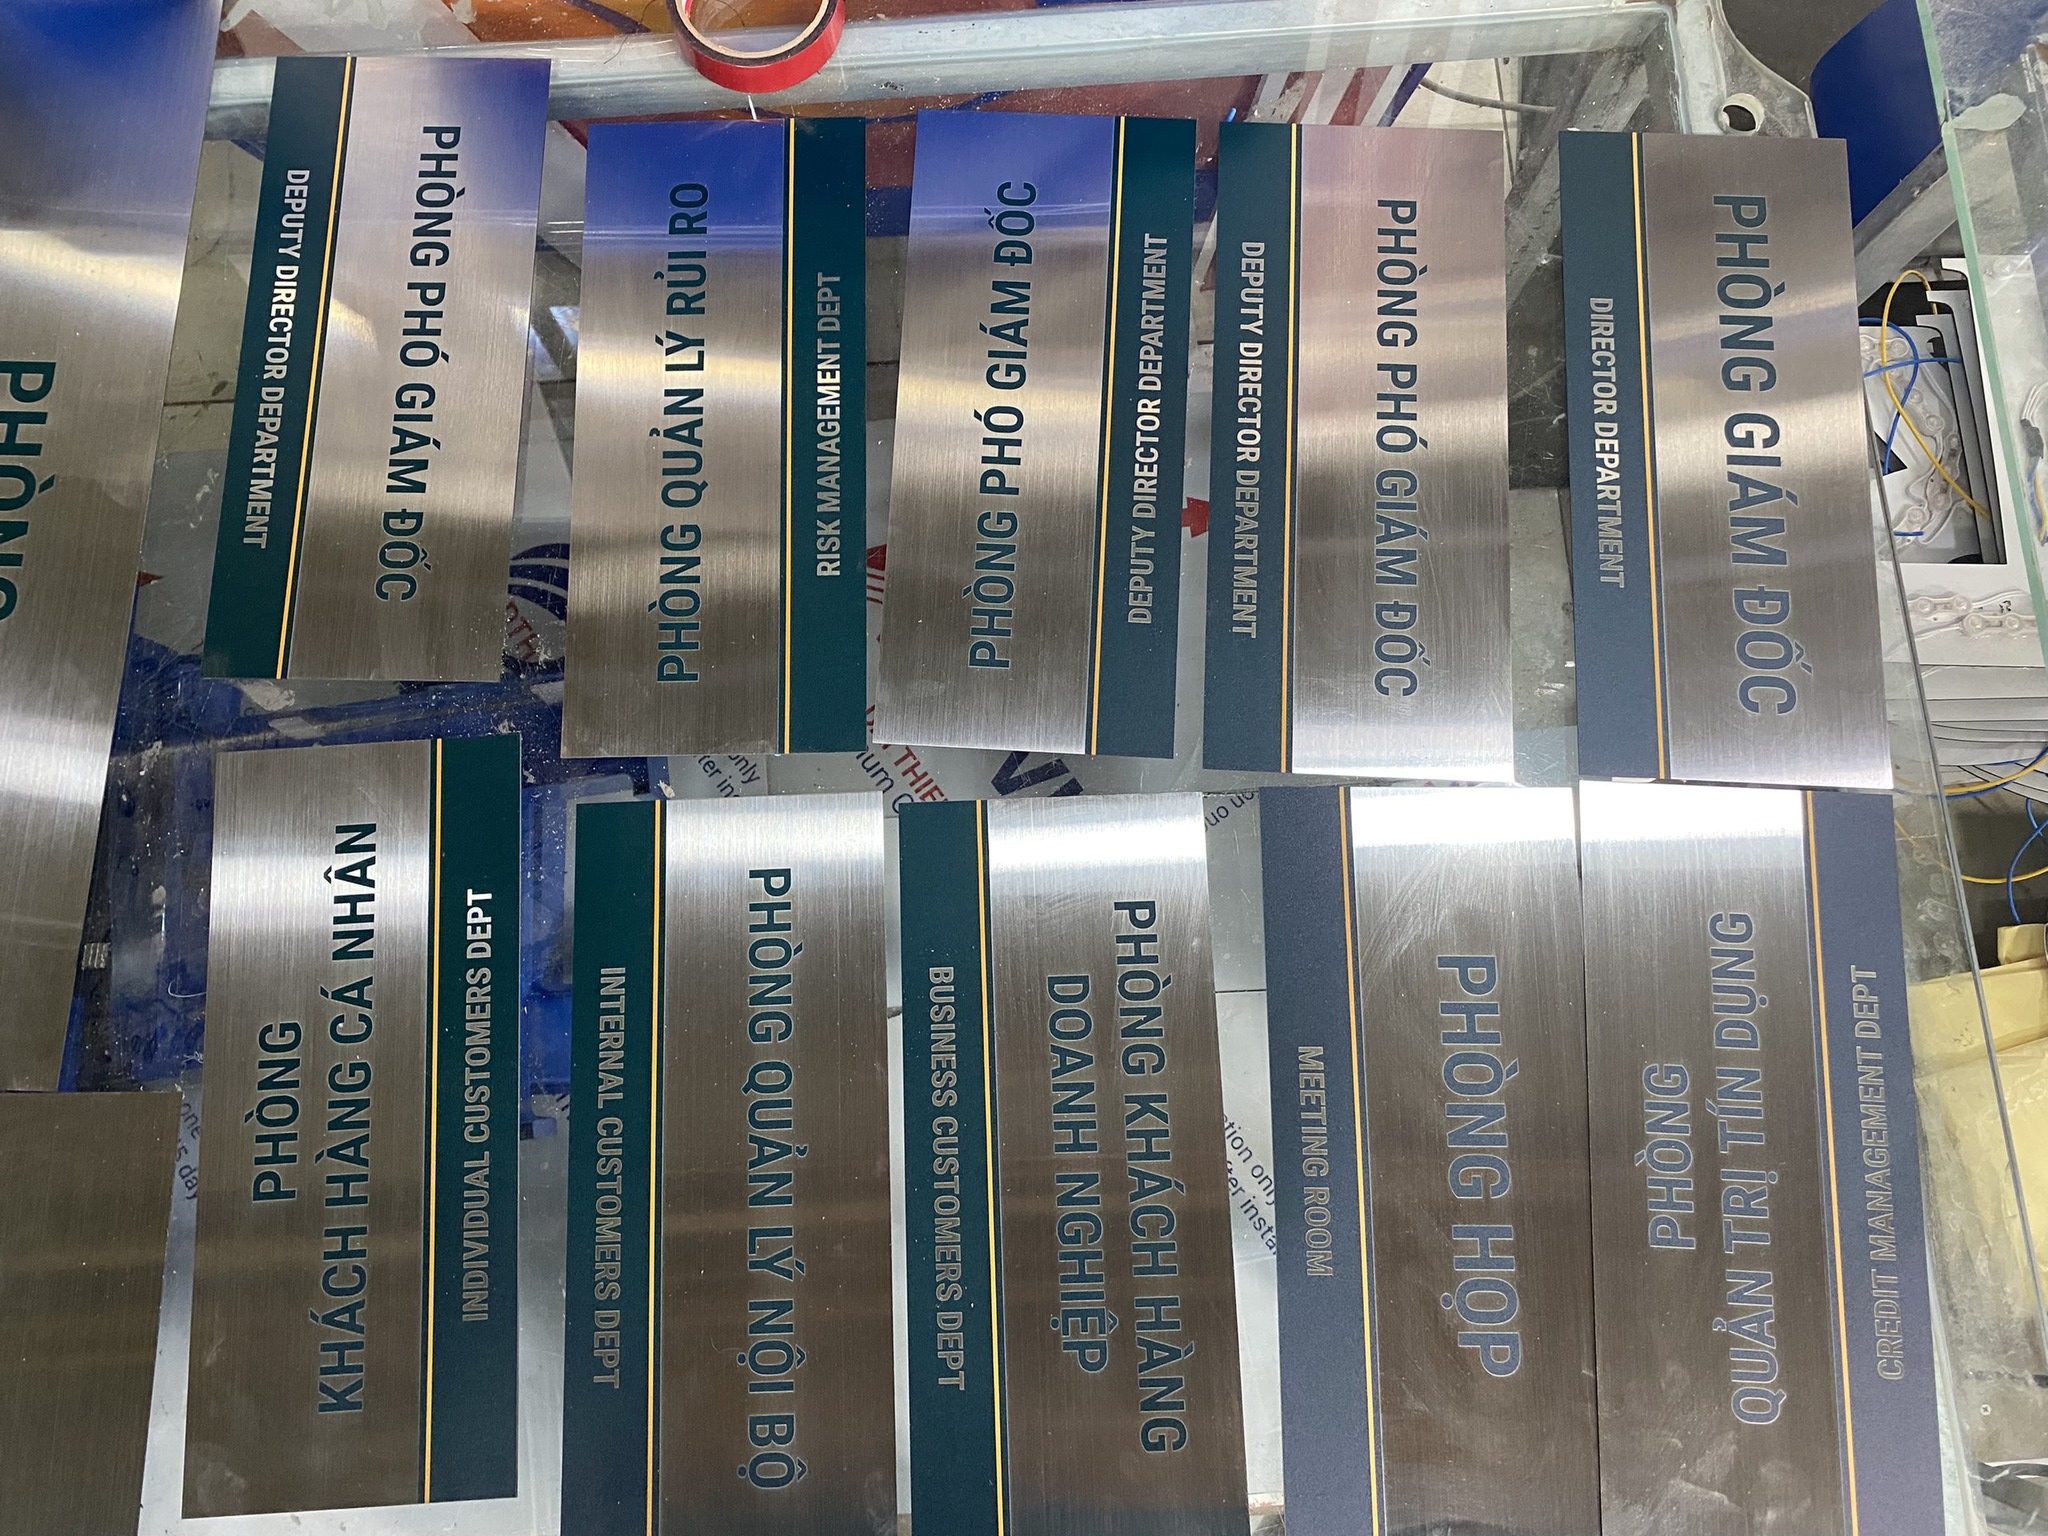 PHÒNG PHÓ GIÁM ĐỐC
DEPUTY DIRECTOR DEPARTMENT
PHÒNG QUẢN LÝ RỦI RO
RISK MANAGEMENT DEPT
PHÒNG PHÓ GIÁM ĐỐC
DEPUTY DIRECTOR DEPARTMENT
PHÒNG PHÓ GIÁM ĐỐC
DEPUTY DIRECTOR DEPARTMENT
PHÒNG GIÁM ĐỐC
DIRECTOR DEPARTMENT
PHÒNG
PHÒNG
KHÁCH HÀNG CÁ NHÂN
INDIVIDUAL CUSTOMERS DEPT
PHÒNG QUẢN LÝ NỘI BỘ
INTERNAL CUSTOMERS DEPT
PHÒNG KHÁCH HÀNG
DOANH NGHIỆP
BUSINESS CUSTOMERS DEPT
PHÒNG HỌP
MEETING ROOM
PHÒNG
QUẢN TRỊ TÍN DỤNG
CREDIT MANAGEMENT DEPT